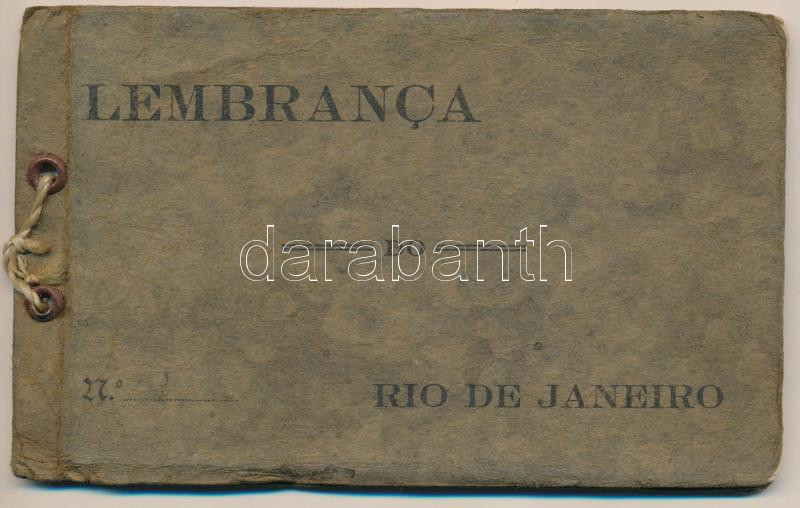 LEMBRANÇA
DO
darabanth
N.º
RIO DE JANEIRO